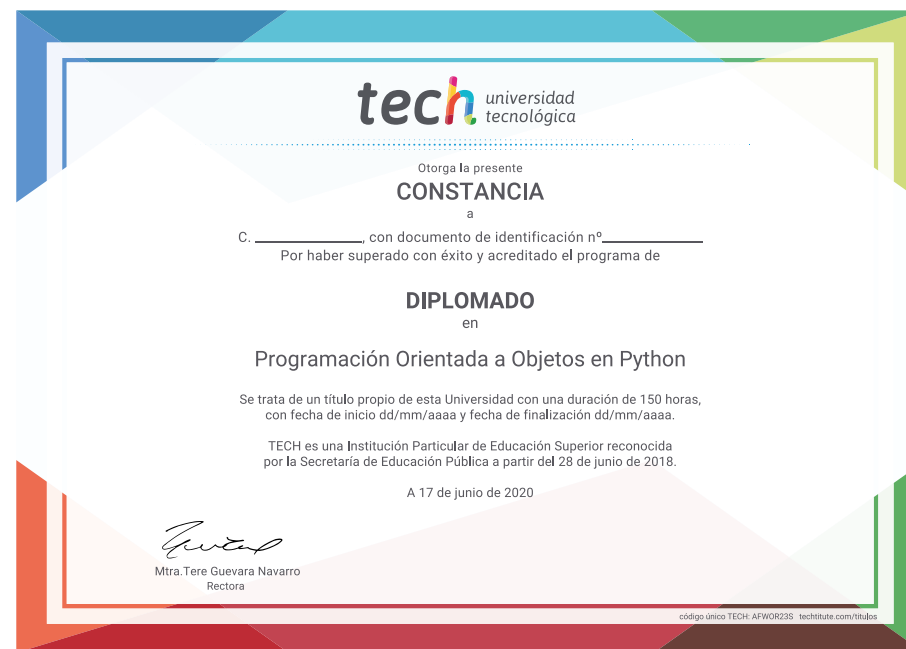 tech universidad
tecnológica
Otorga la presente
CONSTANCIA
a
C. ______________, con documento de identificación nº_____________
Por haber superado con éxito y acreditado el programa de
DIPLOMADO
en
Programación Orientada a Objetos en Python
Se trata de un título propio de esta Universidad con una duración de 150 horas,
con fecha de inicio dd/mm/aaaa y fecha de finalización dd/mm/aaaa.
TECH es una Institución Particular de Educación Superior reconocida
por la Secretaría de Educación Pública a partir del 28 de junio de 2018.
A 17 de junio de 2020
Mtra.Tere Guevara Navarro
Rectora
código único TECH: AFWOR23S techtitute.com/titulos